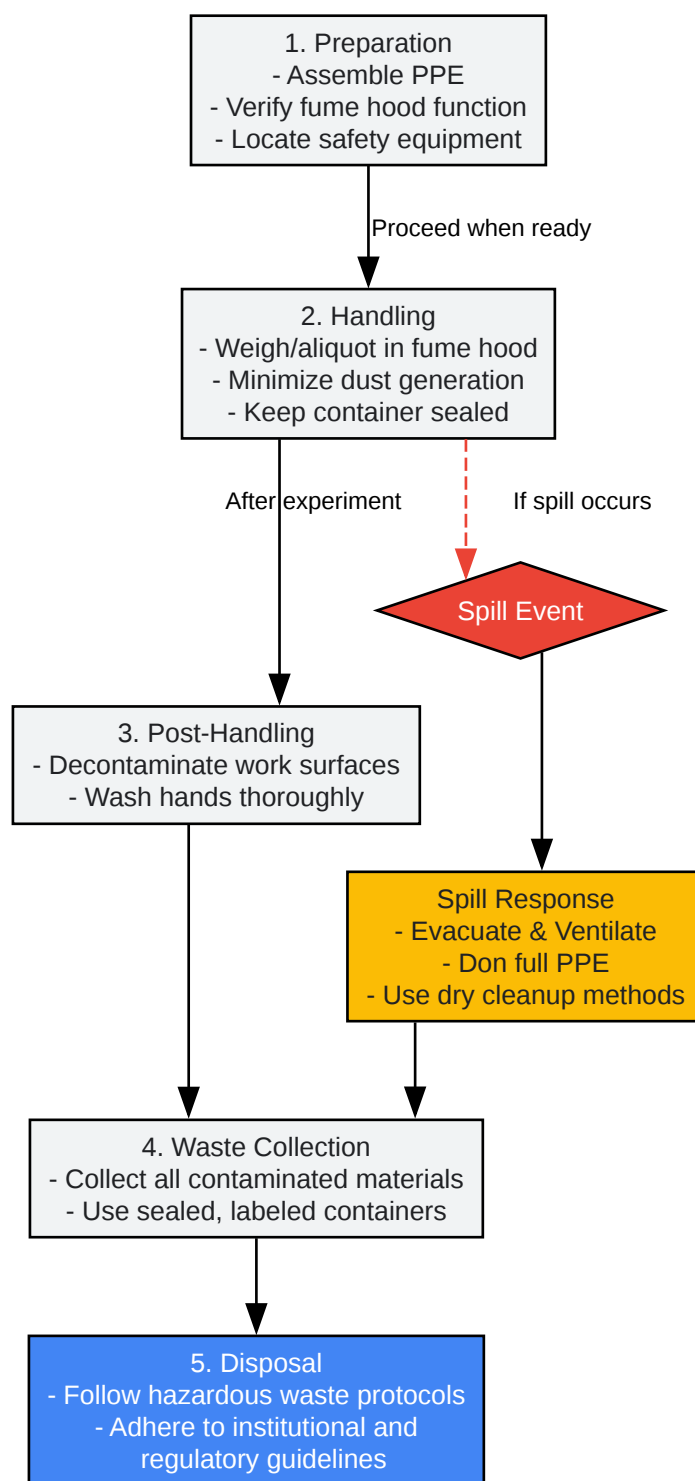 1. Preparation
- Assemble PPE
- Verify fume hood function
- Locate safety equipment
Proceed when ready
2. Handling
- Weigh/aliquot in fume hood
- Minimize dust generation
- Keep container sealed
After experiment
If spill occurs
Spill Event
3. Post-Handling
- Decontaminate work surfaces
- Wash hands thoroughly
Spill Response
- Evacuate & Ventilate
- Don full PPE
- Use dry cleanup methods
4. Waste Collection
- Collect all contaminated materials
- Use sealed, labeled containers
5. Disposal
- Follow hazardous waste protocols
- Adhere to institutional and
regulatory guidelines